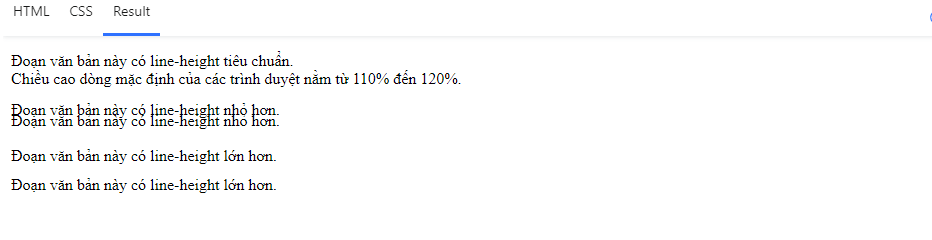 HTML CSS Result
Đoạn văn bản này có line-height tiêu chuẩn.
Chiều cao dòng mặc định của các trình duyệt nằm từ 110% đến 120%.
Đoạn văn bản này có line-height nhỏ hơn.
Đoạn văn bản này có line-height nhỏ hơn.
Đoạn văn bản này có line-height lớn hơn.
Đoạn văn bản này có line-height lớn hơn.